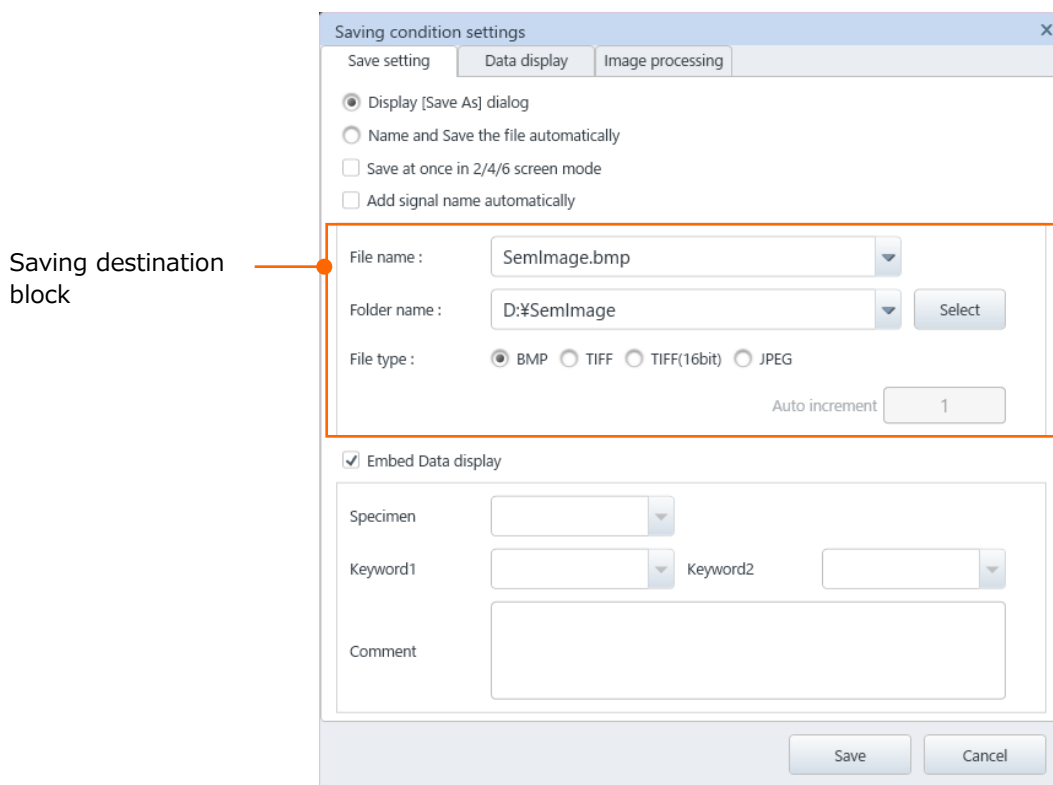 Saving condition settings
Save setting
Data display
Image processing
Display [Save As] dialog
Name and Save the file automatically
Save at once in 2/4/6 screen mode
Add signal name automatically
Saving destination
block
File name : SemImage.bmp
Folder name : D:¥SemImage Select
File type : BMP TIFF TIFF(16bit) JPEG
Auto increment 1
Embed Data display
Specimen
Keyword1 Keyword2
Comment
Save Cancel